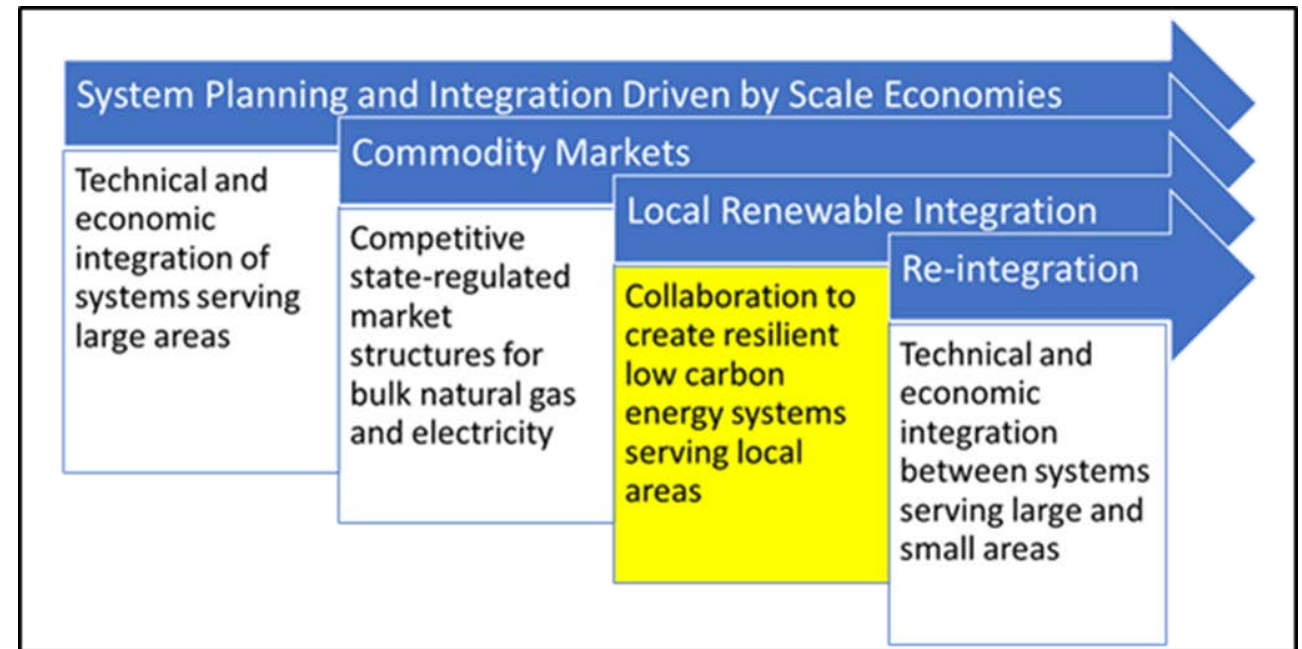 System Planning and Integration Driven by Scale Economies
Technical and
economic
integration of
systems serving
large areas
Commodity Markets
Competitive
state-regulated
market
structures for
bulk natural gas
and electricity
Local Renewable Integration
Collaboration to
create resilient
low carbon
energy systems
serving local
areas
Re-integration
Technical and
economic
integration
between systems
serving large and
small areas